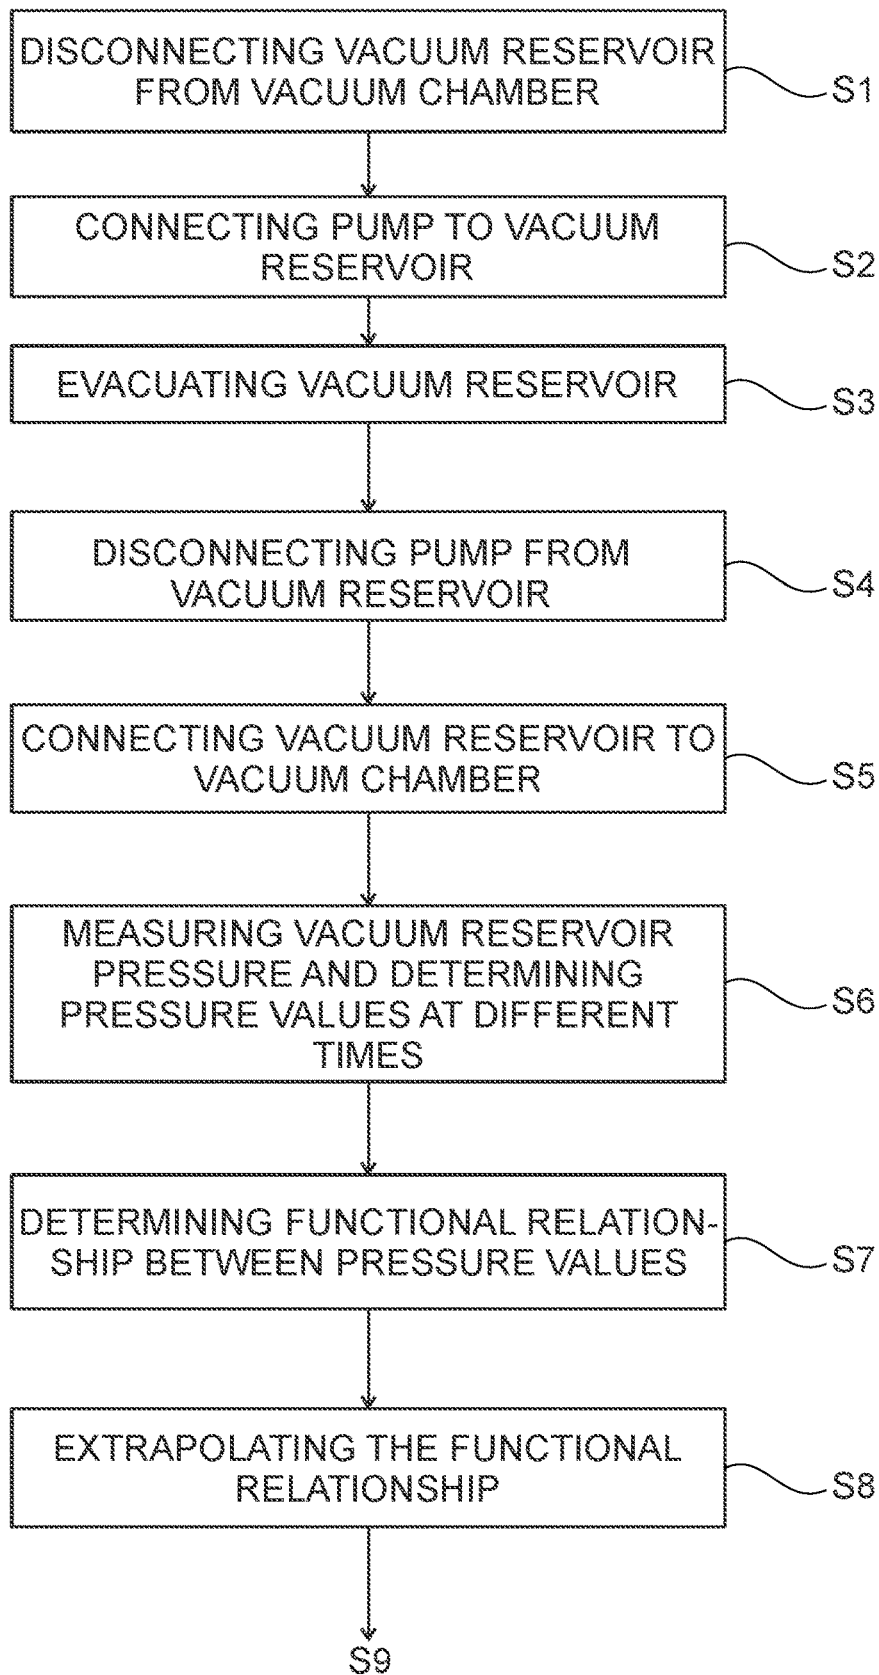 DISCONNECTING VACUUM RESERVOIR
FROM VACUUM CHAMBER
S1
CONNECTING PUMP TO VACUUM
RESERVOIR
S2
EVACUATING VACUUM RESERVOIR
S3
DISCONNECTING PUMP FROM
VACUUM RESERVOIR
S4
CONNECTING VACUUM RESERVOIR TO
VACUUM CHAMBER
S5
MEASURING VACUUM RESERVOIR
PRESSURE AND DETERMINING
PRESSURE VALUES AT DIFFERENT
TIMES
S6
DETERMINING FUNCTIONAL RELATION-
SHIP BETWEEN PRESSURE VALUES
S7
EXTRAPOLATING THE FUNCTIONAL
RELATIONSHIP
S8
S9